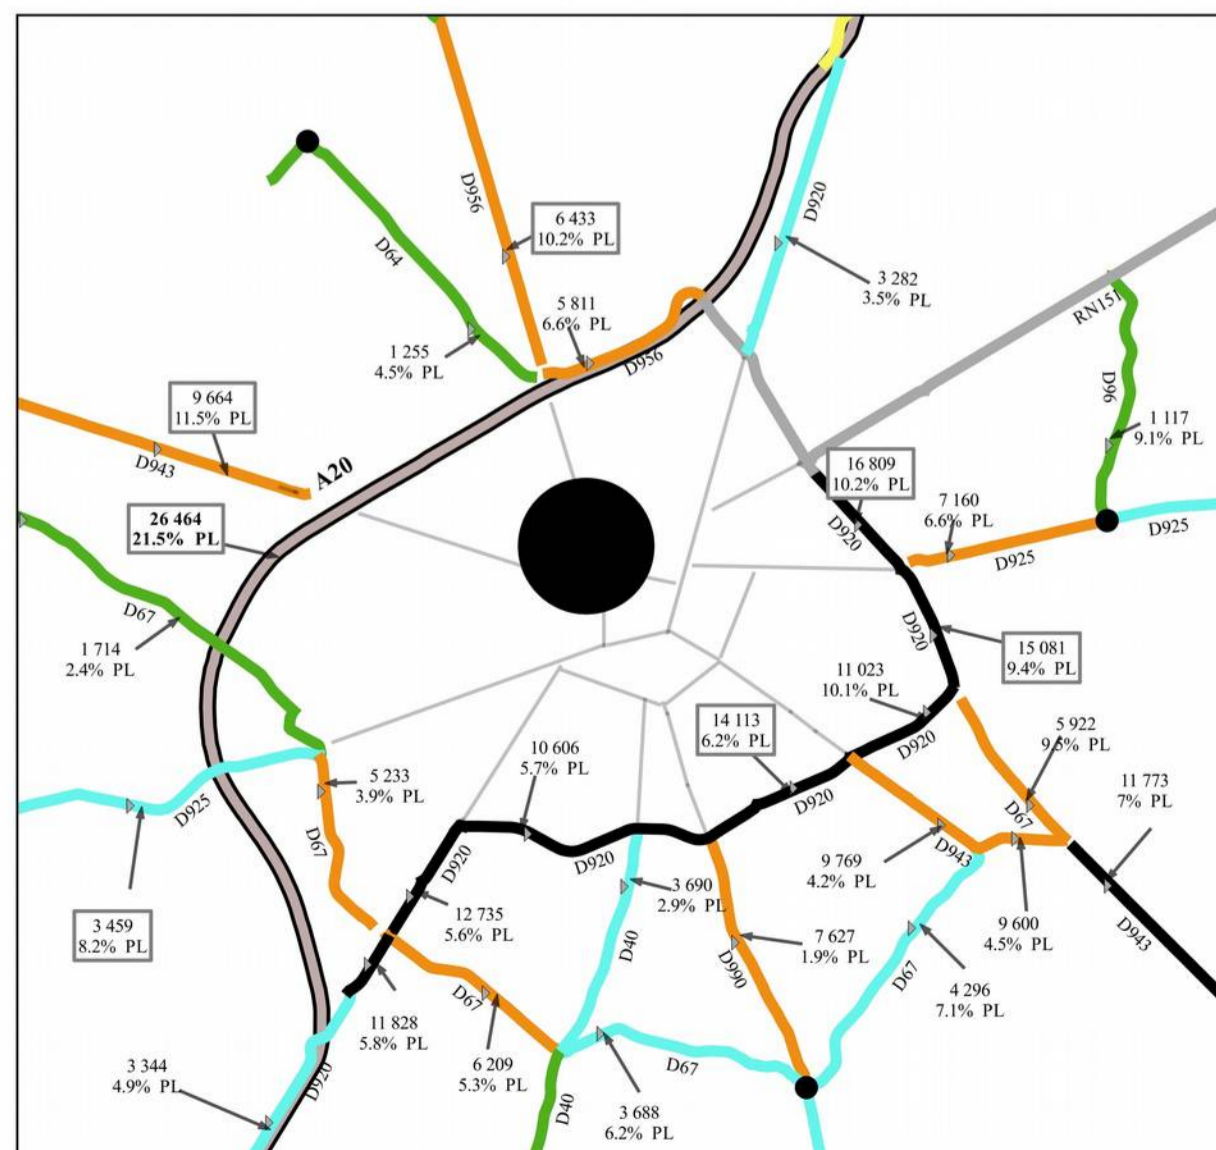 D956
6 433
10.2% PL
D920
D64
3 282
3.5% PL
RN151
5 811
6.6% PL
D956
1 255
4.5% PL
D96
1 117
9.1% PL
9 664
11.5% PL
D943
A20
16 809
10.2% PL
D920
7 160
6.6% PL
D925
D925
26 464
21.5% PL
D67
1 714
2.4% PL
D920
15 081
9.4% PL
11 023
10.1% PL
14 113
6.2% PL
D920
5 922
9.5% PL
10 606
5.7% PL
5 233
3.9% PL
D925
D920
11 773
7% PL
D67
D67
D943
D920
D920
9 769
4.2% PL
3 690
2.9% PL
3 459
8.2% PL
12 735
5.6% PL
7 627
1.9% PL
9 600
4.5% PL
D943
D40
D990
D67
D67
4 296
7.1% PL
11 828
5.8% PL
6 209
5.3% PL
D67
3 344
4.9% PL
D920
D40
3 688
6.2% PL